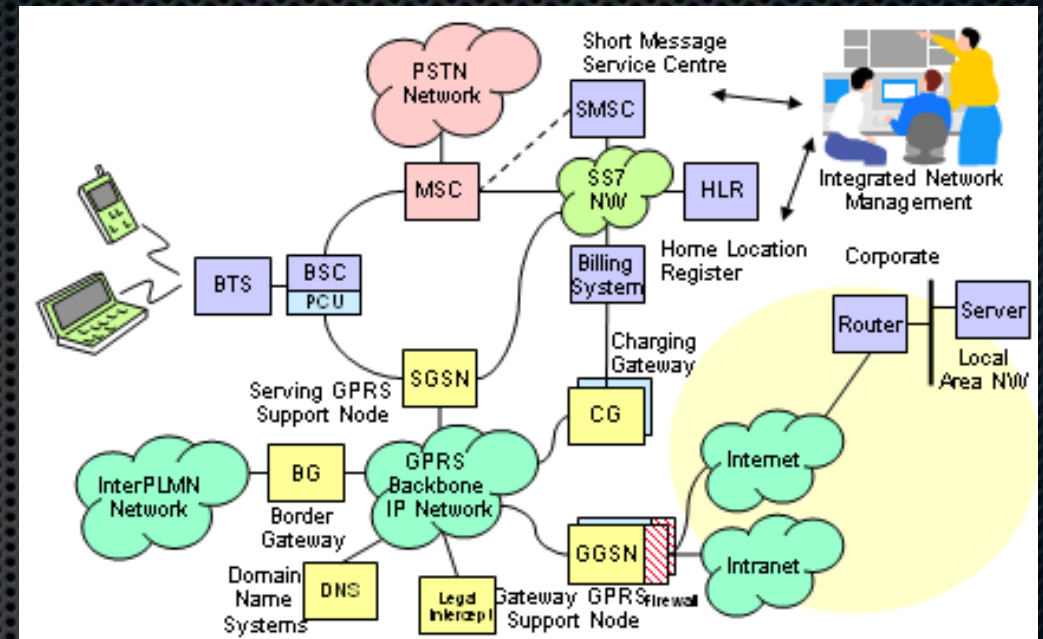 PSTN
Network
Short Message
Service Centre
SMSC
MSC
SS7
NW
HLR
Integrated Network
Management
BTS
BSC
PCU
Billing
System
Home Location
Register
Corporate
Router
Server
Local
Area NW
Charging
Gateway
SGSN
Serving GPRS
Support Node
CG
InterPLMN
Network
BG
Border
Gateway
GPRS
Backbone
IP Network
Internet
GGSN
Intranet
Domain
Name
Systems
DNS
Legal
Intercept
Gateway GPRS
Support Node
Firewall